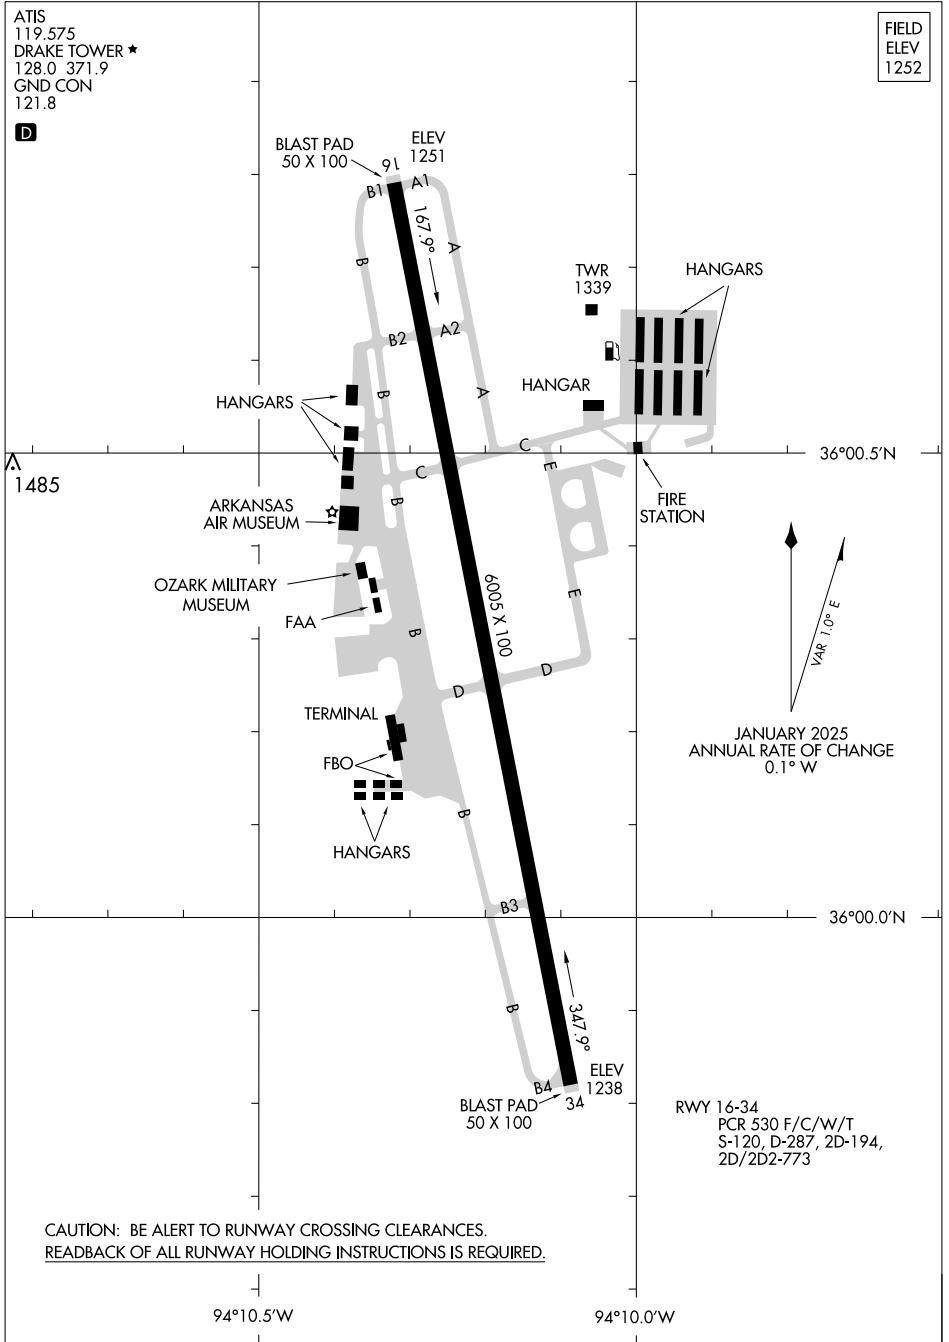 ATIS
119.575
DRAKE TOWER ★
128.0 371.9
GND CON
121.8
D
FIELD
ELEV
1252
BLAST PAD
50 X 100
16
ELEV
1251
B1
A1
167.9°
A
B
TWR
1339
HANGARS
B2
A2
HANGAR
B
A
HANGARS
C
C
E
36°00.5'N
1485
B
ARKANSAS
AIR MUSEUM
FIRE
STATION
OZARK MILITARY
MUSEUM
FAA
6005 X 100
E
B
VAR 1.0° E
D
D
TERMINAL
FBO
JANUARY 2025
ANNUAL RATE OF CHANGE
0.1° W
B
HANGARS
B3
36°00.0'N
B
347.9°
ELEV
1238
B4
34
BLAST PAD
50 X 100
RWY 16-34
PCR 530 F/C/W/T
S-120, D-287, 2D-194,
2D/2D2-773
CAUTION: BE ALERT TO RUNWAY CROSSING CLEARANCES.
READBACK OF ALL RUNWAY HOLDING INSTRUCTIONS IS REQUIRED.
94°10.5'W
94°10.0'W